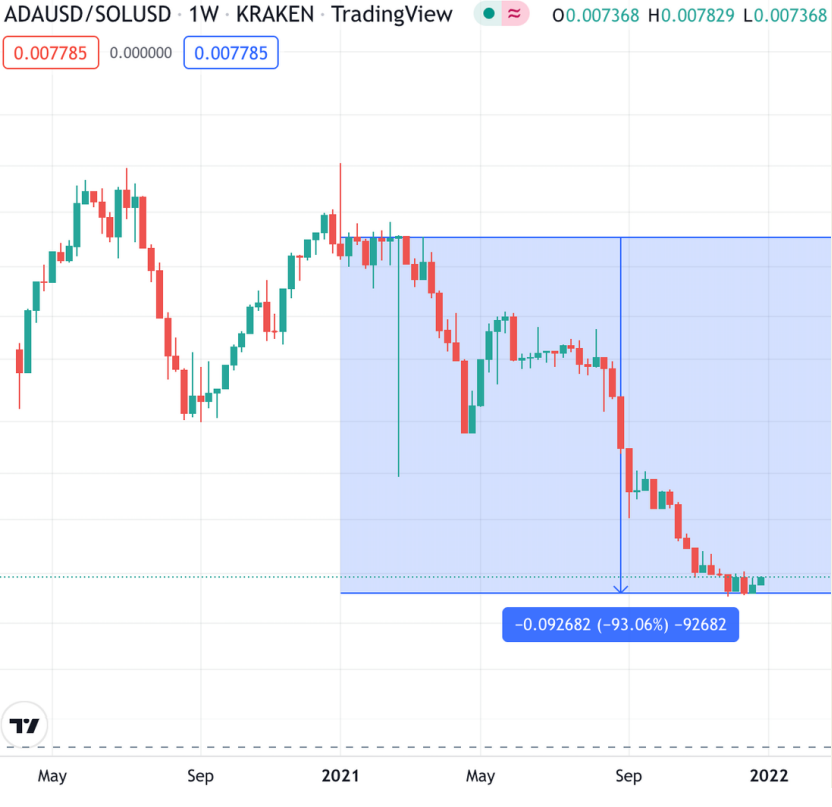 ADAUSD/SOLUSD · 1W · KRAKEN · TradingView O0.007368 H0.007829 L0.007368
0.007785 0.000000 0.007785
−0.092682 (−93.06%) −92682
May Sep 2021 May Sep 2022